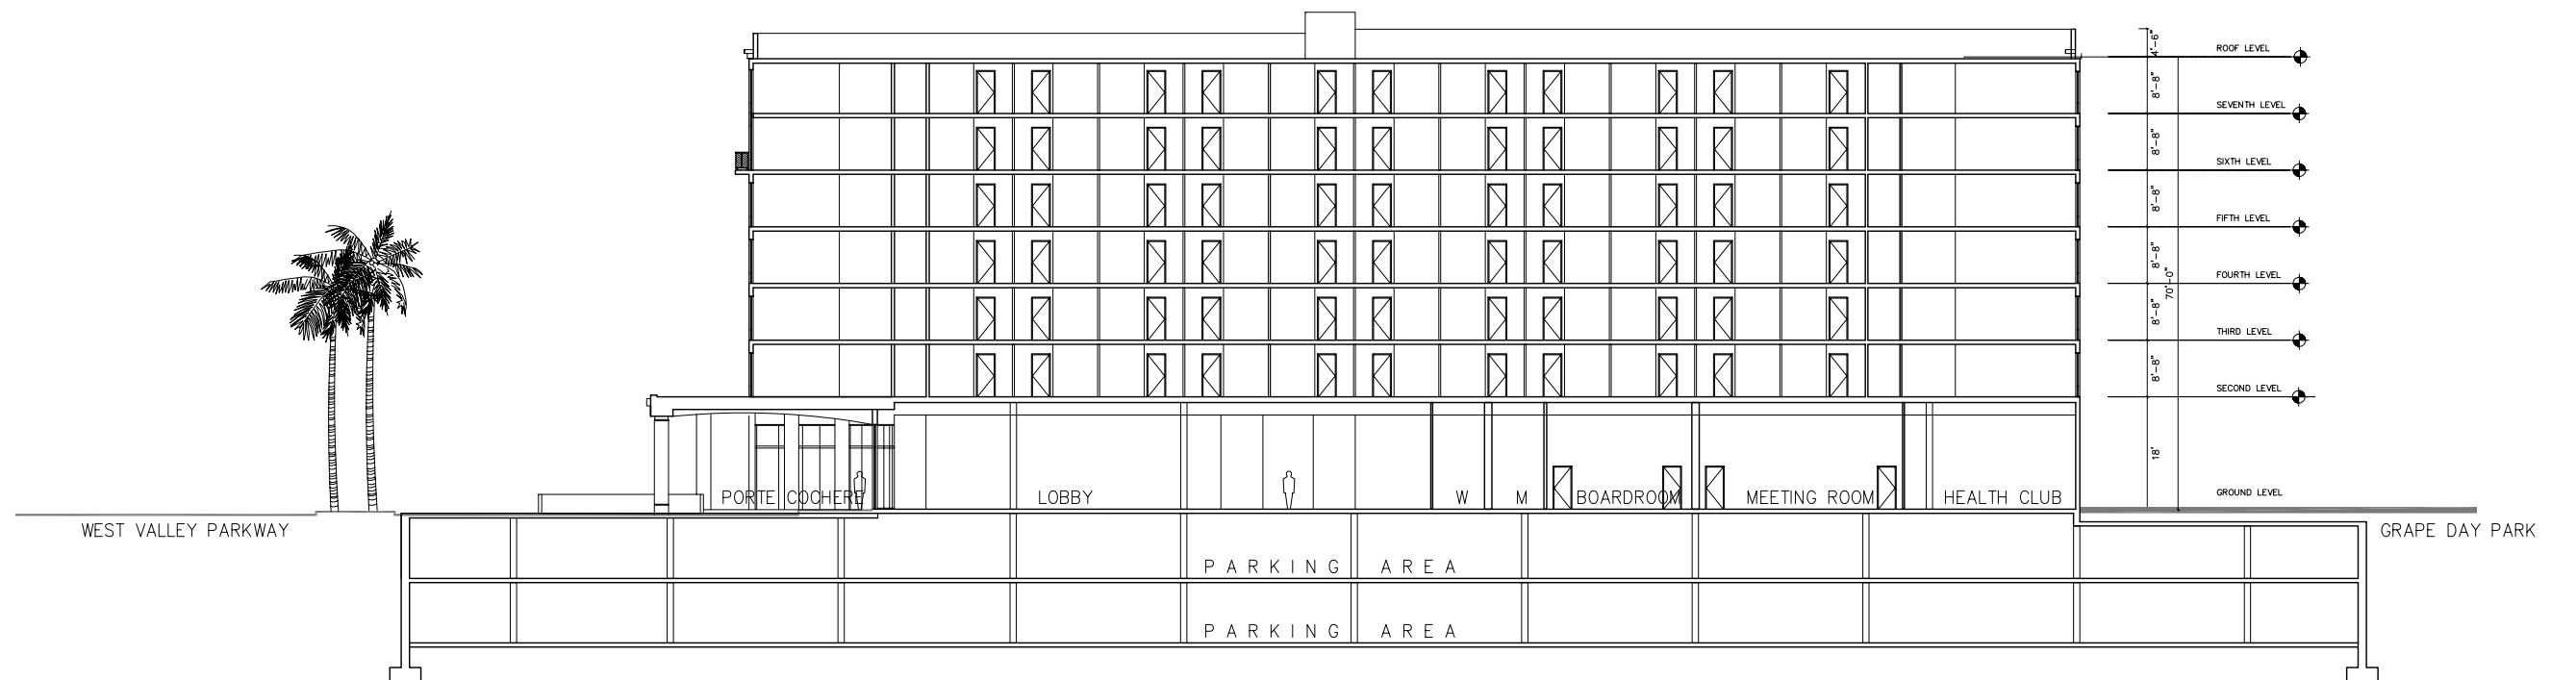 4'-6"
ROOF LEVEL
8'-8"
SEVENTH LEVEL
8'-8"
SIXTH LEVEL
8'-8"
FIFTH LEVEL
8'-8"
FOURTH LEVEL
70'-0"
8'-8"
THIRD LEVEL
8'-8"
SECOND LEVEL
18'
GROUND LEVEL
PORTE COCHERE
LOBBY
W
M
BOARDROOM
MEETING ROOM
HEALTH CLUB
WEST VALLEY PARKWAY
GRAPE DAY PARK
PARKING AREA
PARKING AREA